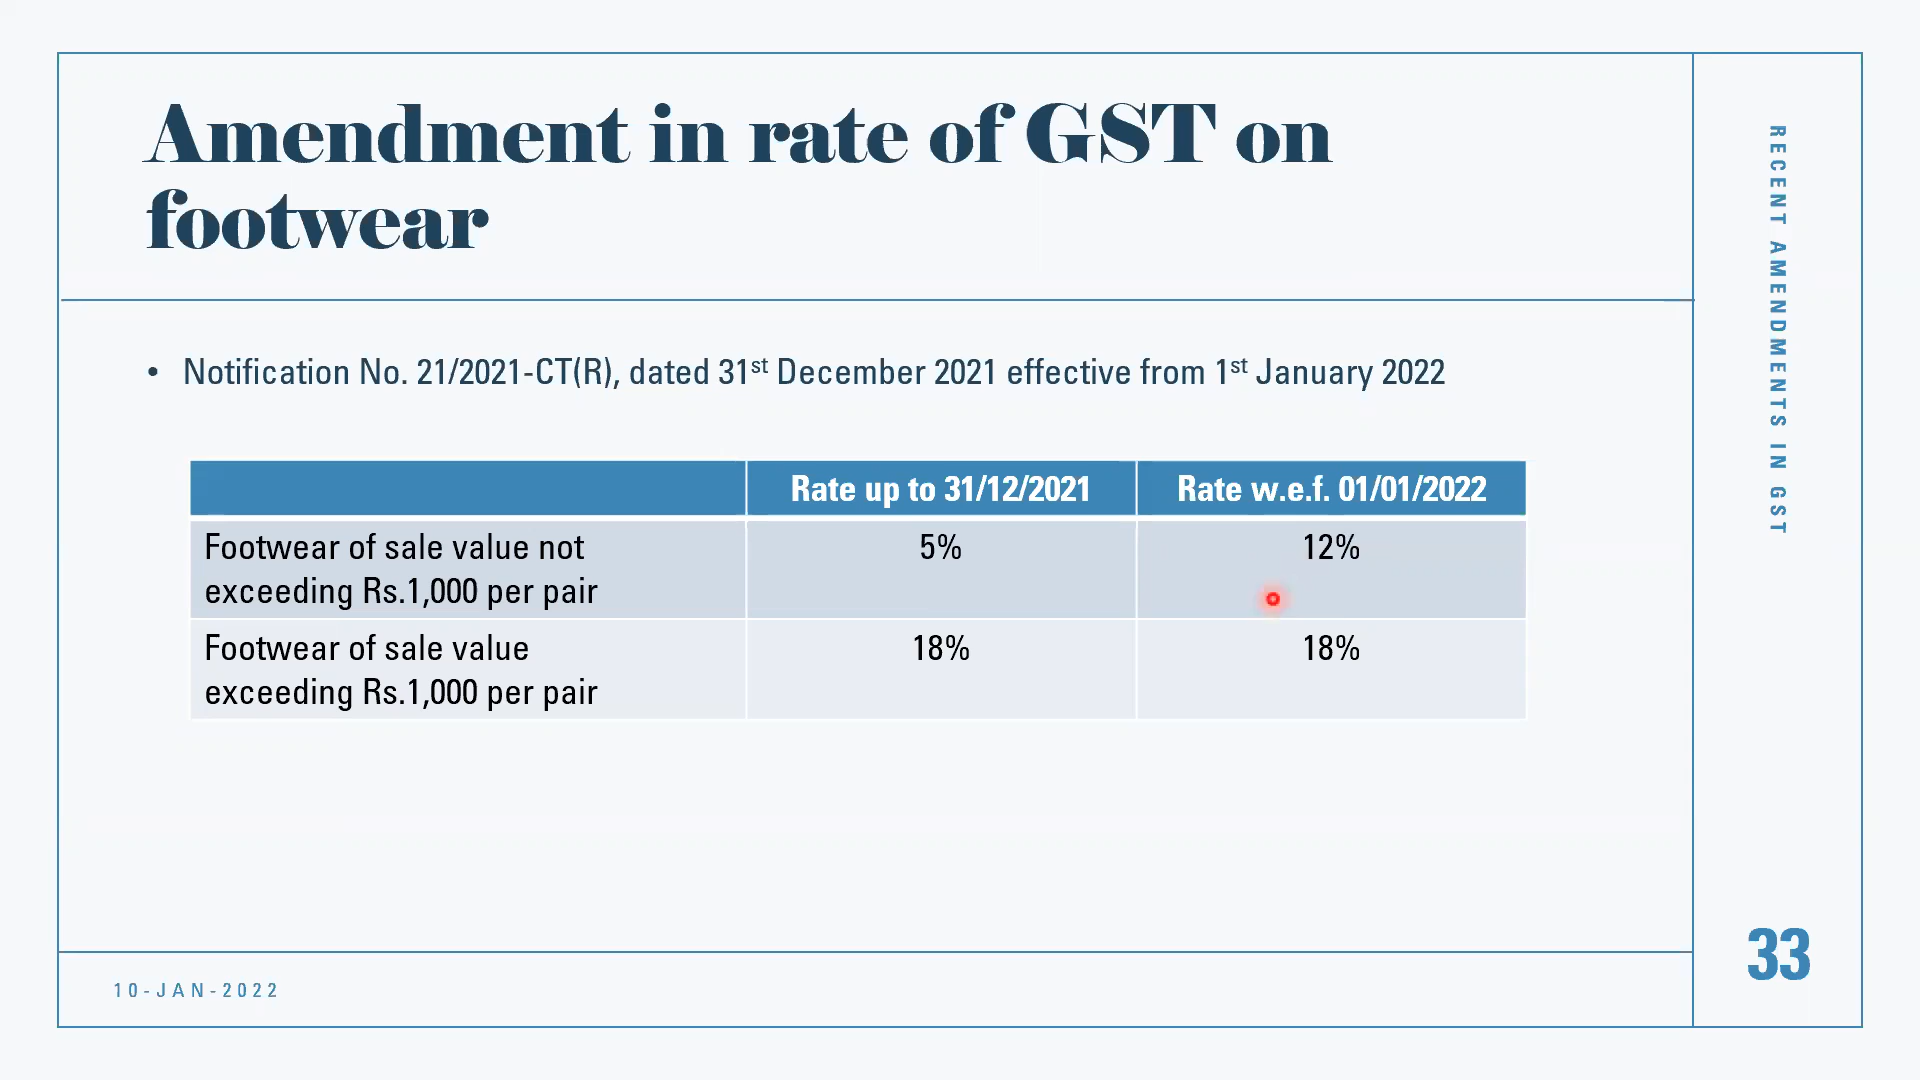 Amendment in rate of GST on
footwear
• Notification No. 21/2021-CT(R), dated 31st December 2021 effective from 1st January 2022
Rate up to 31/12/2021 Rate w.e.f. 01/01/2022
Footwear of sale value not
exceeding Rs.1,000 per pair 5% 12%
Footwear of sale value
exceeding Rs.1,000 per pair 18% 18%
RECENT AMENDMENTS IN GST
10-JAN-2022
33